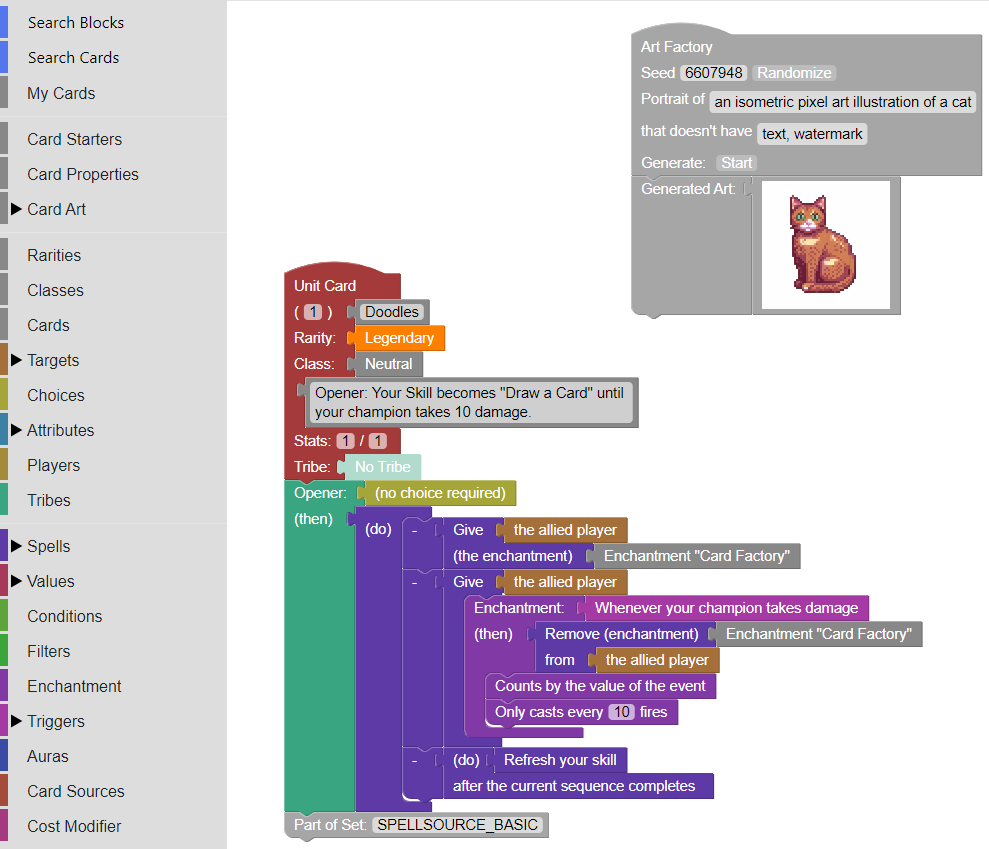 Search Blocks
Search Cards
My Cards
Card Starters
Card Properties
Card Art
Rarities
Classes
Cards
Targets
Choices
Attributes
Players
Tribes
Spells
Values
Conditions
Filters
Enchantment
Triggers
Auras
Card Sources
Cost Modifier
Art Factory
Seed 6607948 Randomize
Portrait of an isometric pixel art illustration of a cat
that doesn't have text, watermark
Generate: Start
Generated Art:
Unit Card
( 1 ) Doodles
Rarity: Legendary
Class: Neutral
Opener: Your Skill becomes "Draw a Card" until
your champion takes 10 damage.
Stats: 1 / 1
Tribe: No Tribe
Opener: (no choice required)
(then) (do) - Give the allied player
(the enchantment) Enchantment "Card Factory"
- Give the allied player
Enchantment: Whenever your champion takes damage
(then) Remove (enchantment) Enchantment "Card Factory"
from the allied player
Counts by the value of the event
Only casts every 10 fires
- (do) Refresh your skill
after the current sequence completes
Part of Set: SPELLSOURCE_BASIC